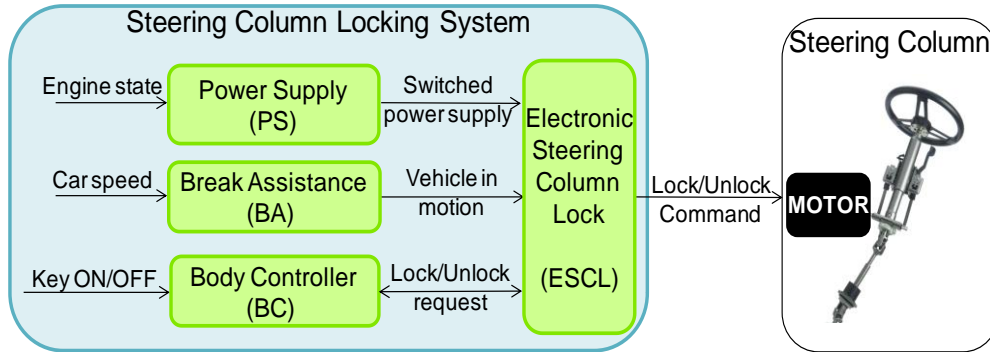 Steering Column Locking System
Engine state
Power Supply
(PS)
Switched
power supply
Car speed
Break Assistance
(BA)
Vehicle in
motion
Key ON/OFF
Body Controller
(BC)
Lock/Unlock
request
Electronic
Steering
Column
Lock
(ESCL)
Lock/Unlock
Command
Steering Column
MOTOR